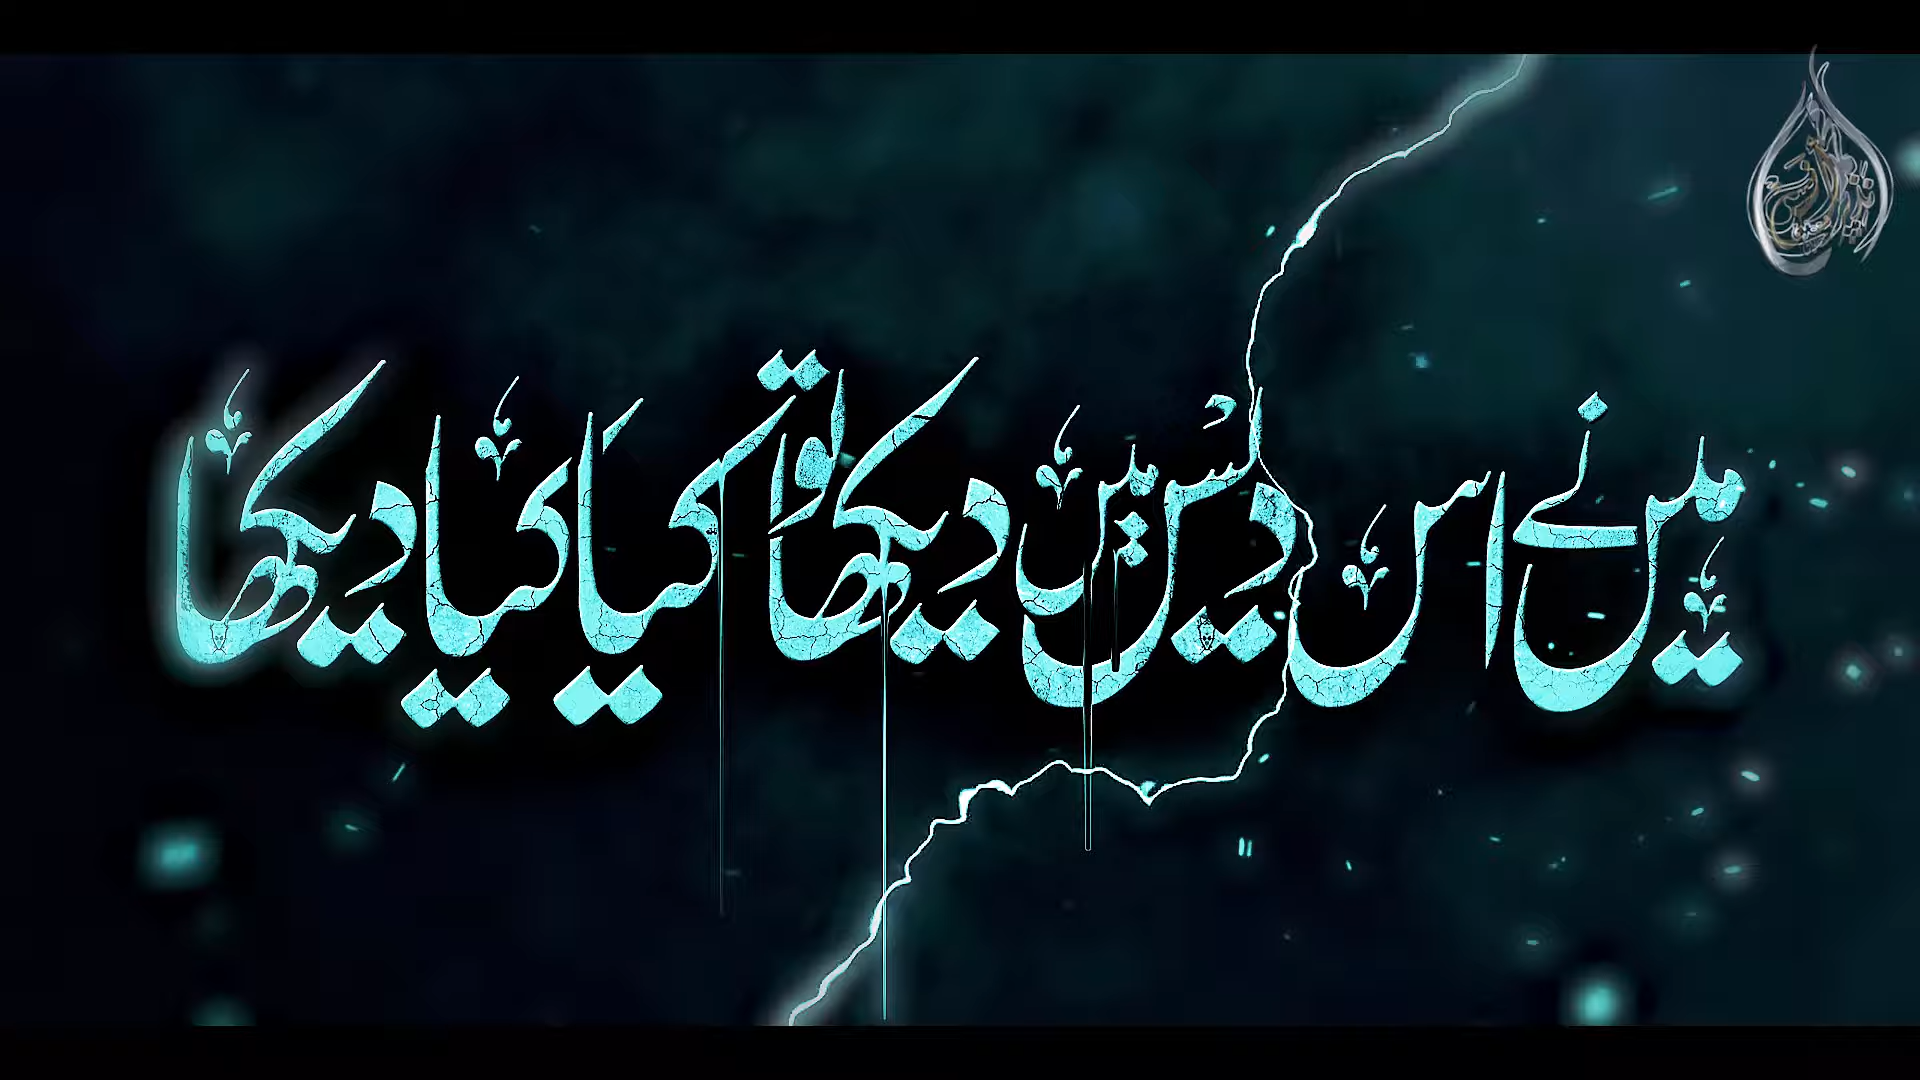 میں نے اس دیس میں دیکھا تو کیا کیا دیکھا